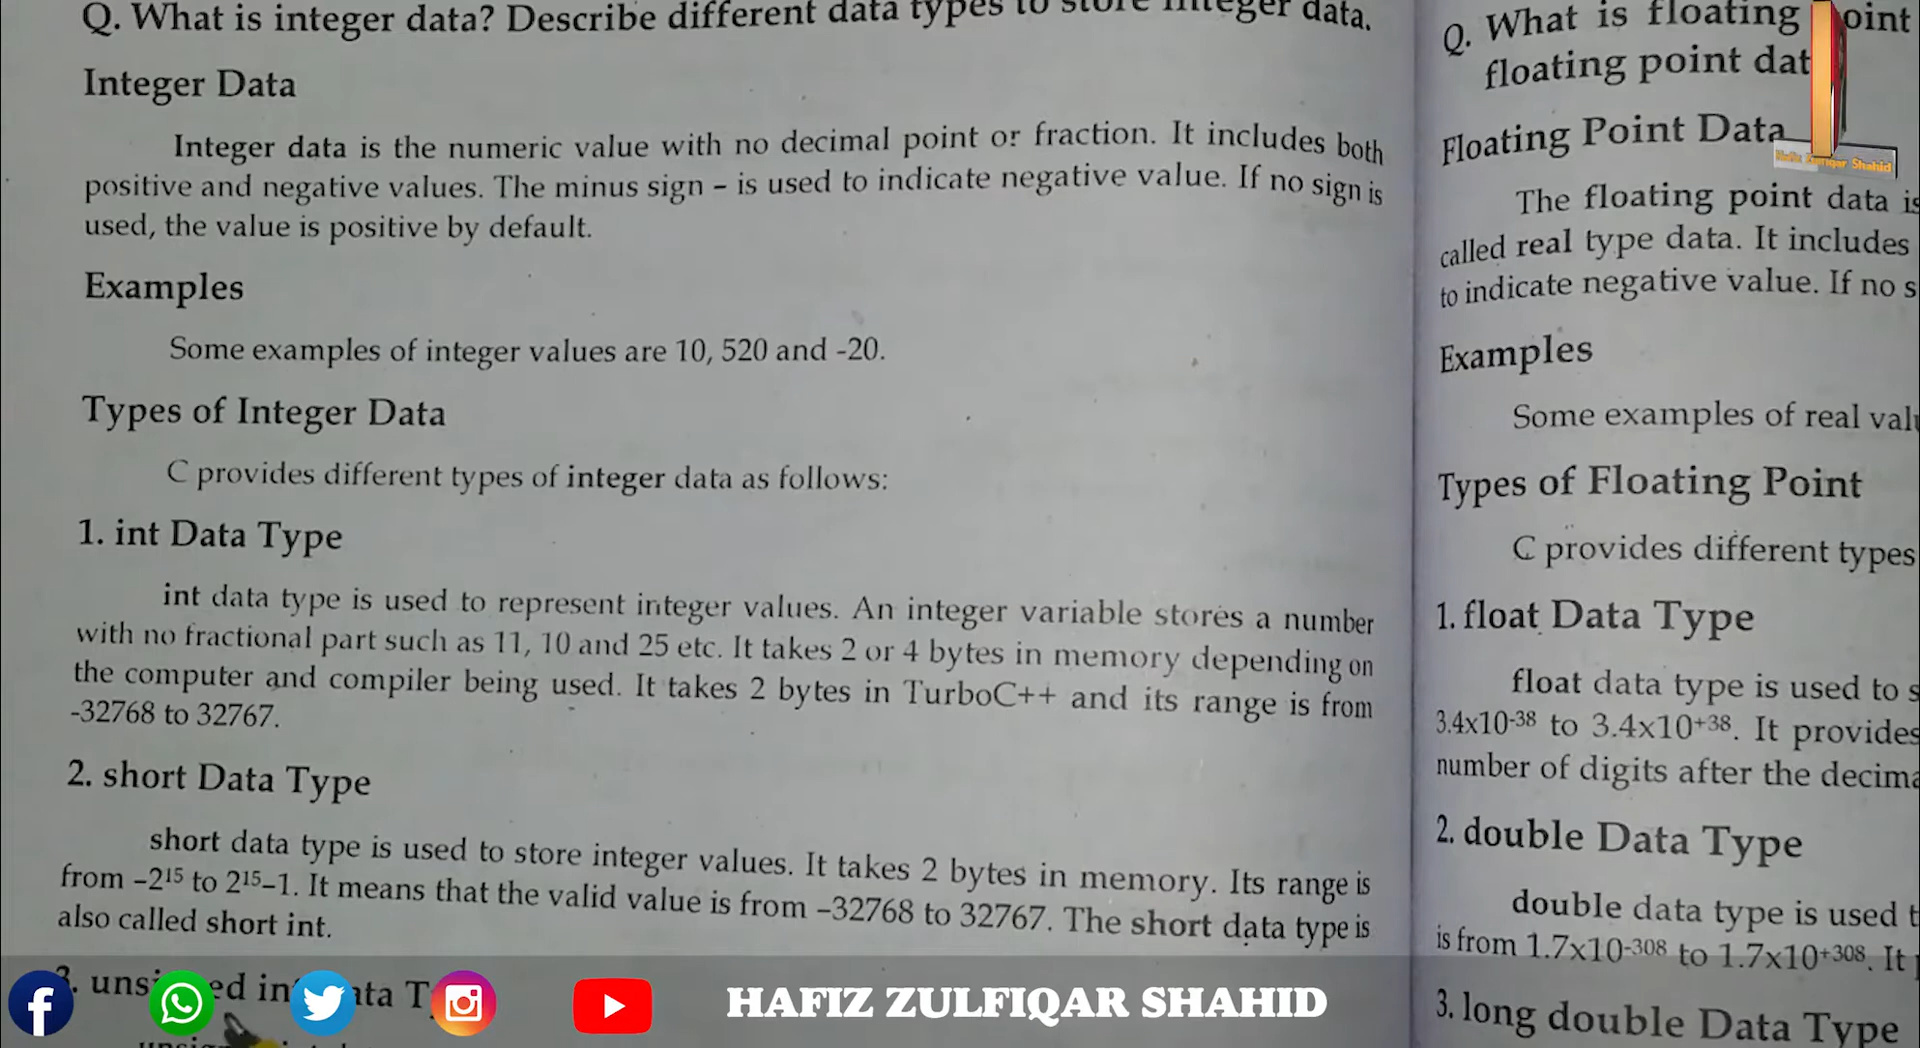 Q. What is integer data? Describe different data types to store integer data.
Integer Data
Integer data is the numeric value with no decimal point or fraction. It includes both
positive and negative values. The minus sign – is used to indicate negative value. If no sign is
used, the value is positive by default.
Examples
Some examples of integer values are 10, 520 and -20.
Types of Integer Data
C provides different types of integer data as follows:
1. int Data Type
int data type is used to represent integer values. An integer variable stores a number
with no fractional part such as 11, 10 and 25 etc. It takes 2 or 4 bytes in memory depending on
the computer and compiler being used. It takes 2 bytes in TurboC++ and its range is from
-32768 to 32767.
2. short Data Type
short data type is used to store integer values. It takes 2 bytes in memory. Its range is
from –2¹⁵ to 2¹⁵–1. It means that the valid value is from –32768 to 32767. The short data type is
also called short int.
Q. What is floating
floating point
Floating Point Data
The floating point data is
called real type data. It includes
to indicate negative value. If no
Examples
Some examples of real
Types of Floating Point
C provides different types
1. float Data Type
float data type is used to
3.4x10⁻³⁸ to 3.4x10⁺³⁸. It provides
number of digits after the
2. double Data Type
double data type is used
is from 1.7x10⁻³⁰⁸ to 1.7x10⁺³⁰⁸. It
3. long double Data Type
Hafiz Zulfiqar Shahid
HAFIZ ZULFIQAR SHAHID